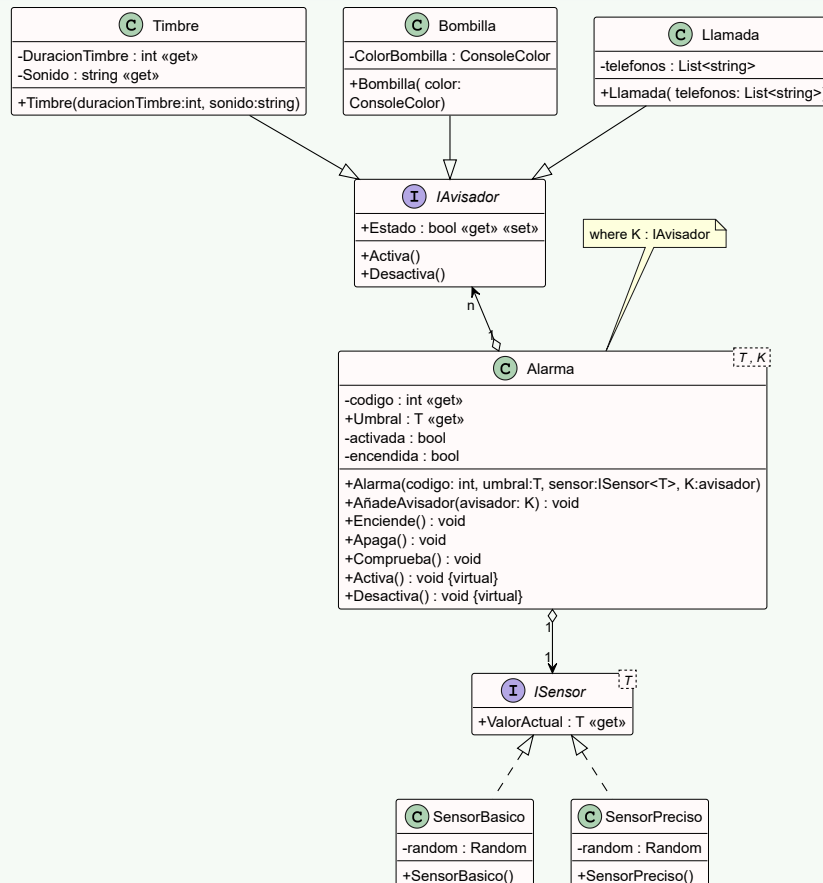 C Timbre
-DuracionTimbre : int «get»
-Sonido : string «get»
+Timbre(duracionTimbre:int, sonido:string)
C Bombilla
-ColorBombilla : ConsoleColor
+Bombilla( color:
ConsoleColor)
C Llamada
-telefonos : List<string>
+Llamada( telefonos: List<string>)
I IAvisador
+Estado : bool «get» «set»
+Activa()
+Desactiva()
where K : IAvisador
n
1
C Alarma
T , K
-codigo : int «get»
+Umbral : T «get»
-activada : bool
-encendida : bool
+Alarma(codigo: int, umbral:T, sensor:ISensor<T>, K:avisador)
+AñadeAvisador(avisador: K) : void
+Enciende() : void
+Apaga() : void
+Comprueba() : void
+Activa() : void {virtual}
+Desactiva() : void {virtual}
1
1
I ISensor
T
+ValorActual : T «get»
C SensorBasico
-random : Random
+SensorBasico()
C SensorPreciso
-random : Random
+SensorPreciso()